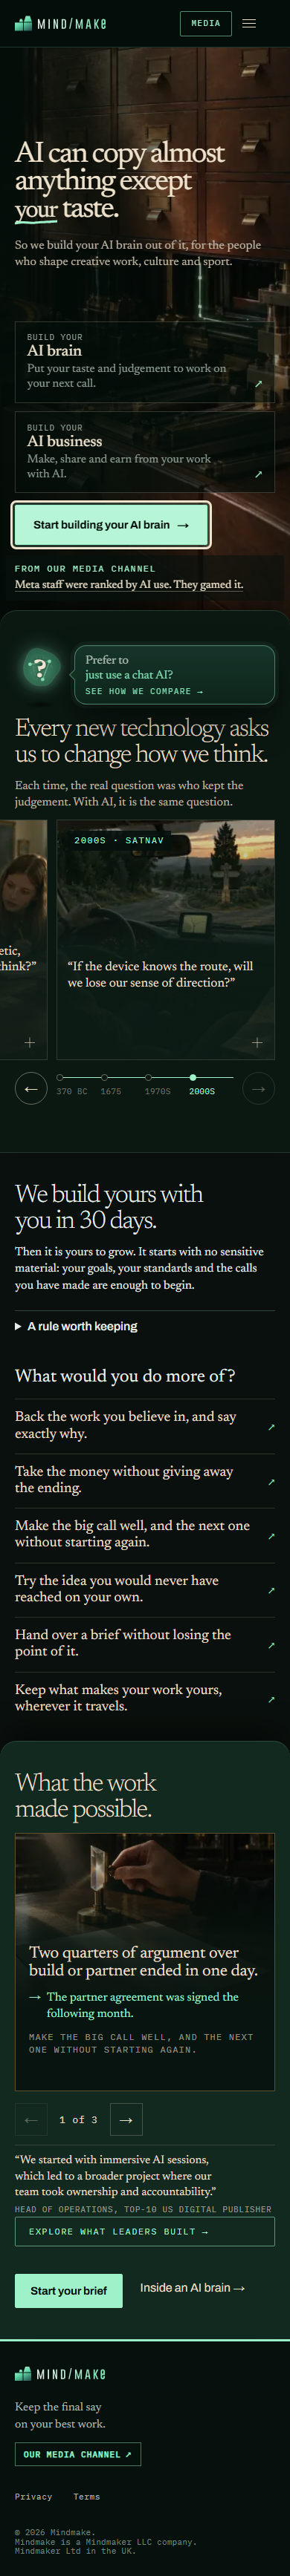 MIND/MAKE
MEDIA
AI can copy almost
anything except
your taste.
So we build your AI brain out of it, for the people
who shape creative work, culture and sport.
BUILD YOUR
AI brain
Put your taste and judgement to work on
your next call.
↗
BUILD YOUR
AI business
Make, share and earn from your work
with AI.
↗
Start building your AI brain →
FROM OUR MEDIA CHANNEL
Meta staff were ranked by AI use. They gamed it.
?
Prefer to
just use a chat AI?
SEE HOW WE COMPARE →
Every new technology asks
us to change how we think.
Each time, the real question was who kept the
judgement. With AI, it is the same question.
etic,
think?”
+
2000S · SATNAV
“If the device knows the route, will
we lose our sense of direction?”
+
←
370 BC 1675 1970S 2000S
→
We build yours with
you in 30 days.
Then it is yours to grow. It starts with no sensitive
material: your goals, your standards and the calls
you have made are enough to begin.
▶ A rule worth keeping
What would you do more of?
Back the work you believe in, and say
exactly why.
↗
Take the money without giving away
the ending.
↗
Make the big call well, and the next one
without starting again.
↗
Try the idea you would never have
reached on your own.
↗
Hand over a brief without losing the
point of it.
↗
Keep what makes your work yours,
wherever it travels.
↗
What the work
made possible.
Two quarters of argument over
build or partner ended in one day.
→ The partner agreement was signed the
following month.
MAKE THE BIG CALL WELL, AND THE NEXT
ONE WITHOUT STARTING AGAIN.
← 1 of 3 →
“We started with immersive AI sessions,
which led to a broader project where our
team took ownership and accountability.”
HEAD OF OPERATIONS, TOP-10 US DIGITAL PUBLISHER
EXPLORE WHAT LEADERS BUILT →
Start your brief
Inside an AI brain →
MIND/MAKE
Keep the final say
on your best work.
OUR MEDIA CHANNEL ↗
Privacy Terms
© 2026 Mindmake.
Mindmake is a Mindmaker LLC company.
Mindmaker Ltd in the UK.